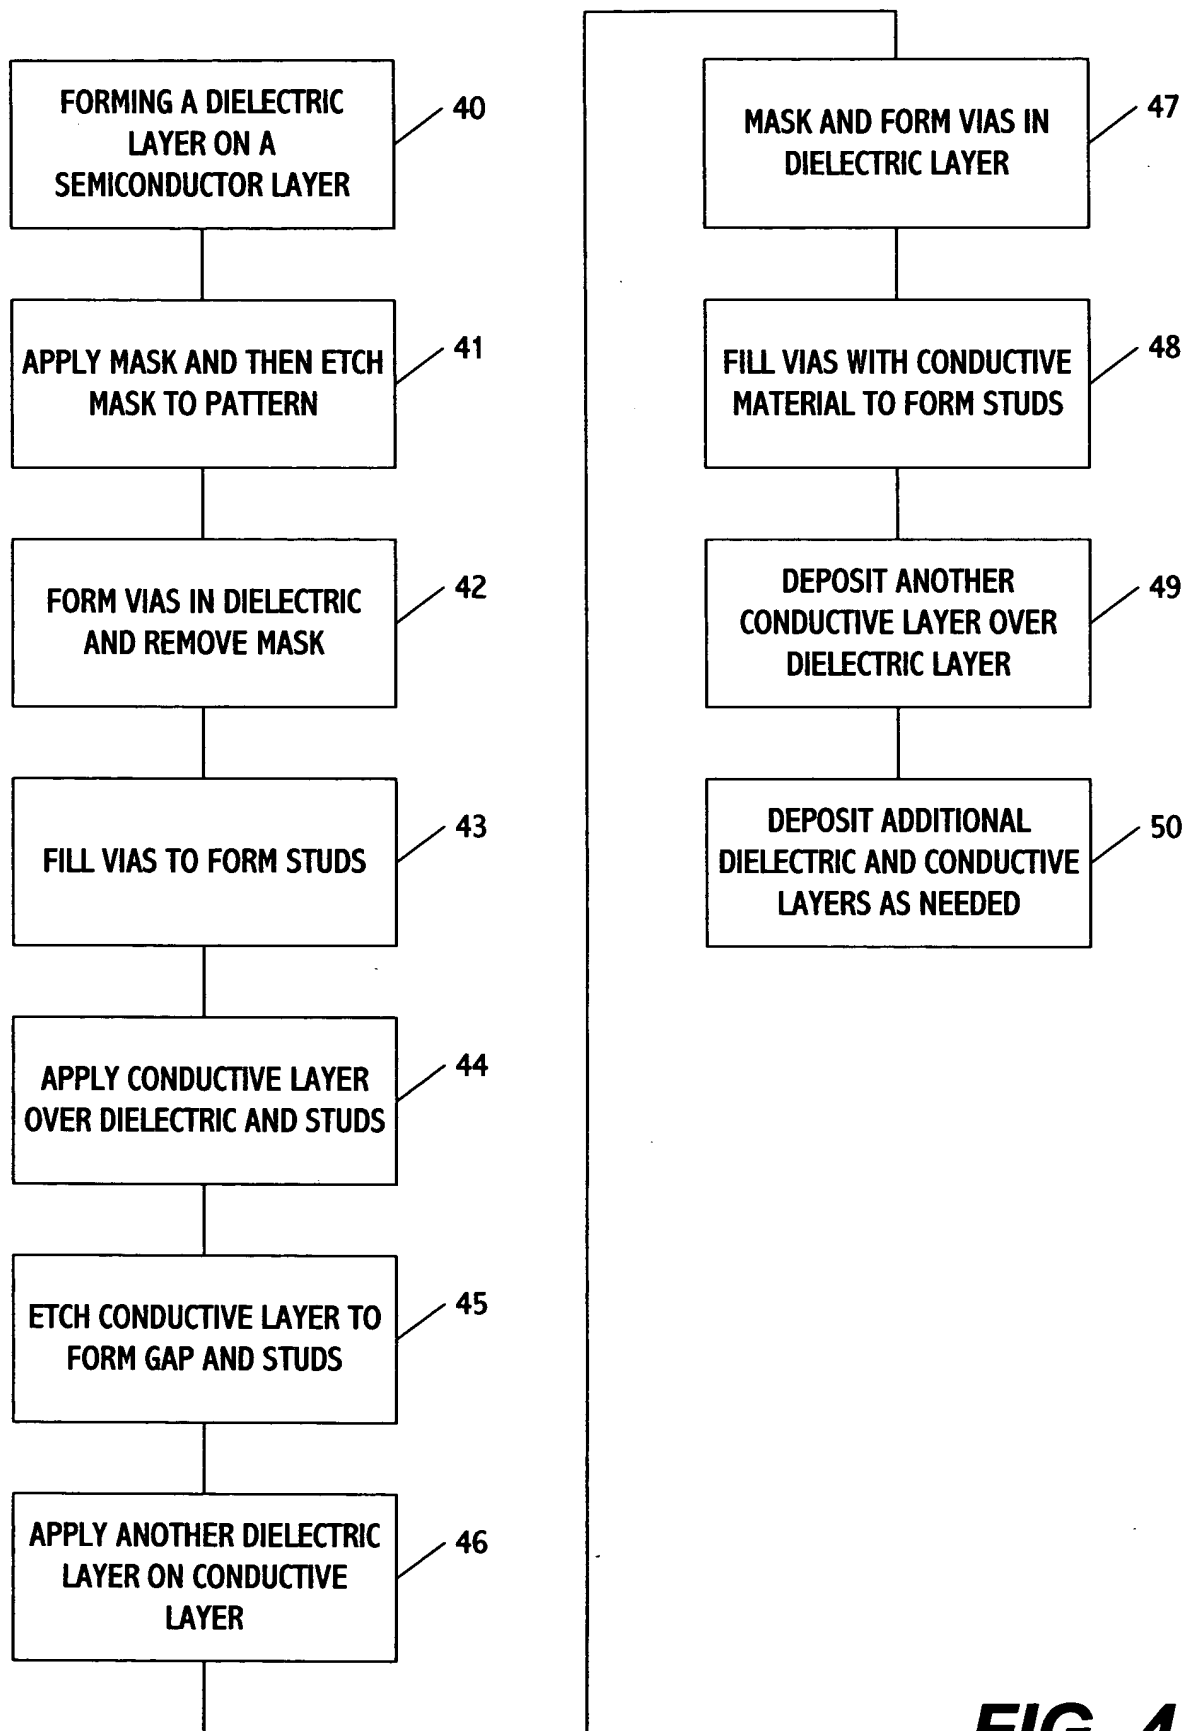 FORMING A DIELECTRIC
LAYER ON A
SEMICONDUCTOR LAYER
40
APPLY MASK AND THEN ETCH
MASK TO PATTERN
41
FORM VIAS IN DIELECTRIC
AND REMOVE MASK
42
FILL VIAS TO FORM STUDS
43
APPLY CONDUCTIVE LAYER
OVER DIELECTRIC AND STUDS
44
ETCH CONDUCTIVE LAYER TO
FORM GAP AND STUDS
45
APPLY ANOTHER DIELECTRIC
LAYER ON CONDUCTIVE
LAYER
46
MASK AND FORM VIAS IN
DIELECTRIC LAYER
47
FILL VIAS WITH CONDUCTIVE
MATERIAL TO FORM STUDS
48
DEPOSIT ANOTHER
CONDUCTIVE LAYER OVER
DIELECTRIC LAYER
49
DEPOSIT ADDITIONAL
DIELECTRIC AND CONDUCTIVE
LAYERS AS NEEDED
50
FIG. 4